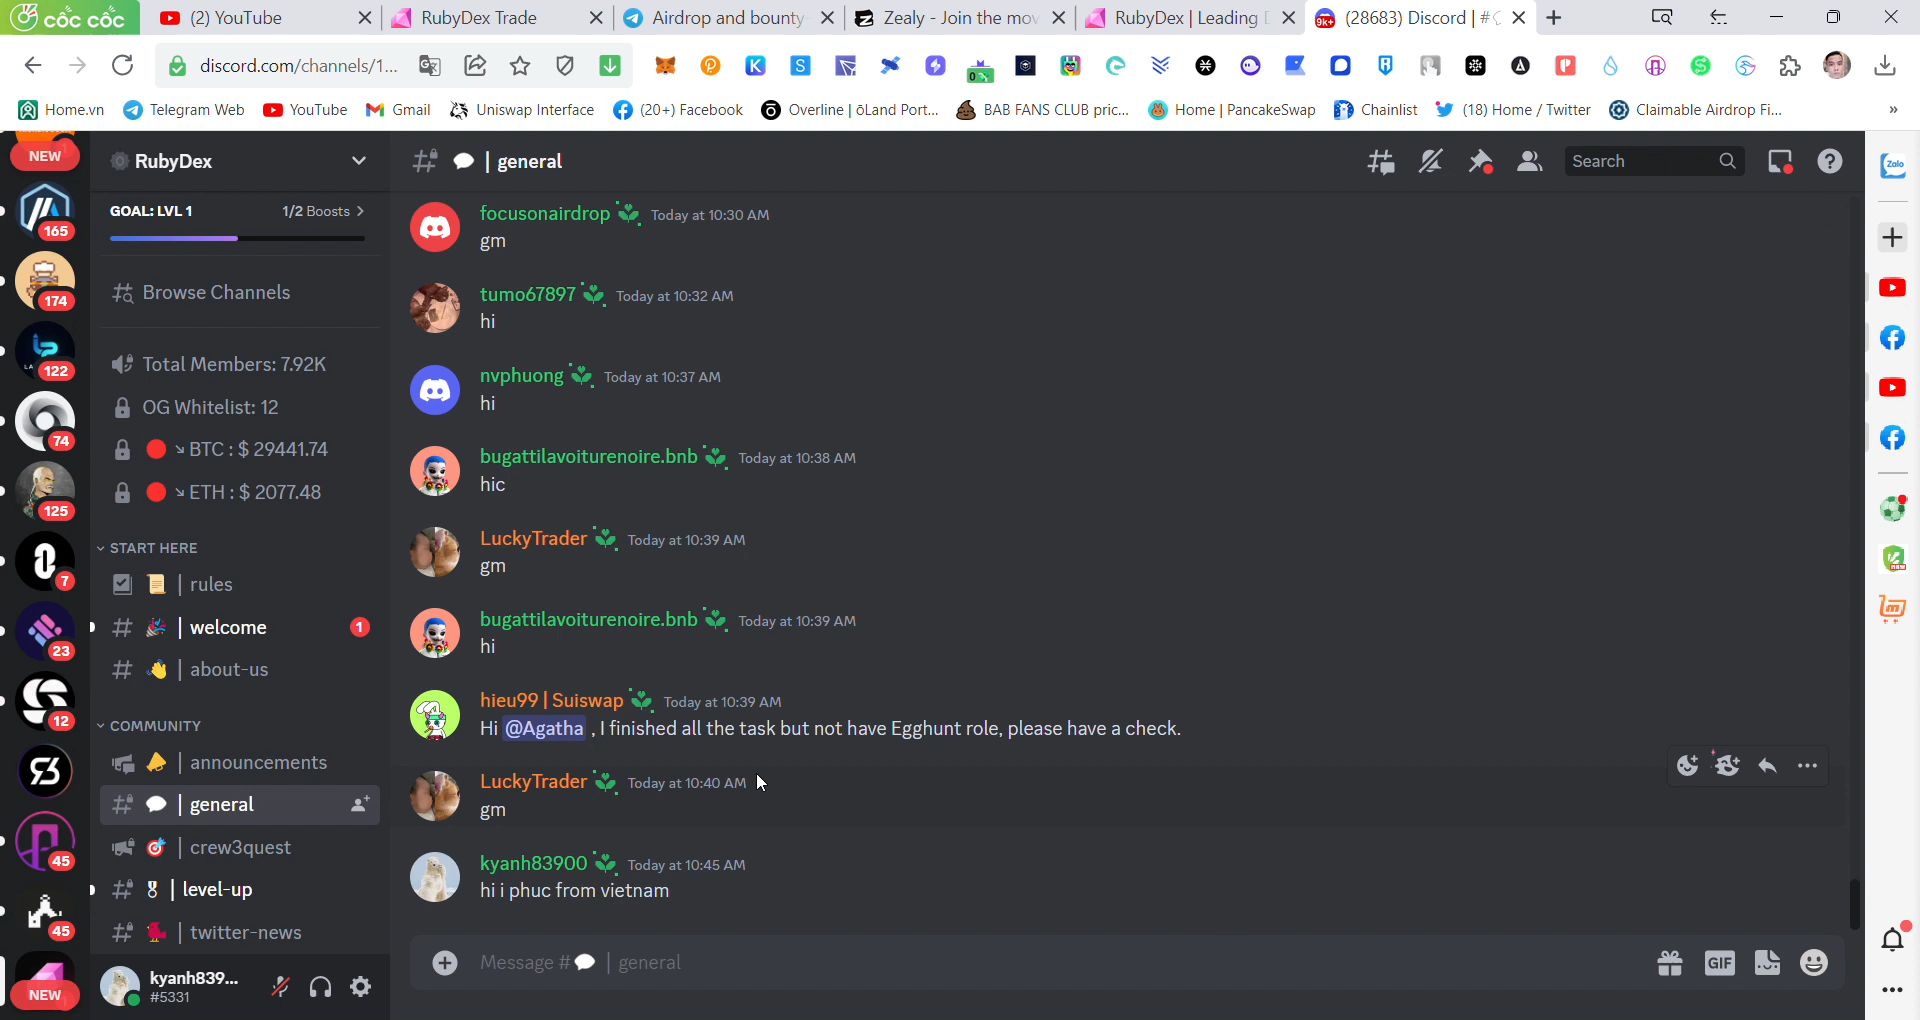 cốc cốc
(2) YouTube
RubyDex Trade
Airdrop and bounty
Zealy - Join the mov
RubyDex | Leading D
9k+
(28683) Discord | #
discord.com/channels/1...
0
Home.vn
Telegram Web
YouTube
Gmail
Uniswap Interface
(20+) Facebook
Overline | ōLand Port...
BAB FANS CLUB pric...
Home | PancakeSwap
Chainlist
(18) Home / Twitter
Claimable Airdrop Fi...
»
NEW
165
174
122
74
125
7
23
12
45
45
NEW
RubyDex
GOAL: LVL 1
1/2 Boosts >
Browse Channels
Total Members: 7.92K
OG Whitelist: 12
↘ BTC : $ 29441.74
↘ ETH : $ 2077.48
START HERE
| rules
# | welcome 1
# | about-us
COMMUNITY
| announcements
# | general
| crew3quest
# | level-up
# | twitter-news
kyanh839...
#5331
# | general
Search
focusonairdrop Today at 10:30 AM
gm
tumo67897 Today at 10:32 AM
hi
nvphuong Today at 10:37 AM
hi
bugattilavoiturenoire.bnb Today at 10:38 AM
hic
LuckyTrader Today at 10:39 AM
gm
bugattilavoiturenoire.bnb Today at 10:39 AM
hi
hieu99 | Suiswap Today at 10:39 AM
Hi @Agatha , I finished all the task but not have Egghunt role, please have a check.
LuckyTrader Today at 10:40 AM
gm
kyanh83900 Today at 10:45 AM
hi i phuc from vietnam
Message # | general
GIF
Zalo